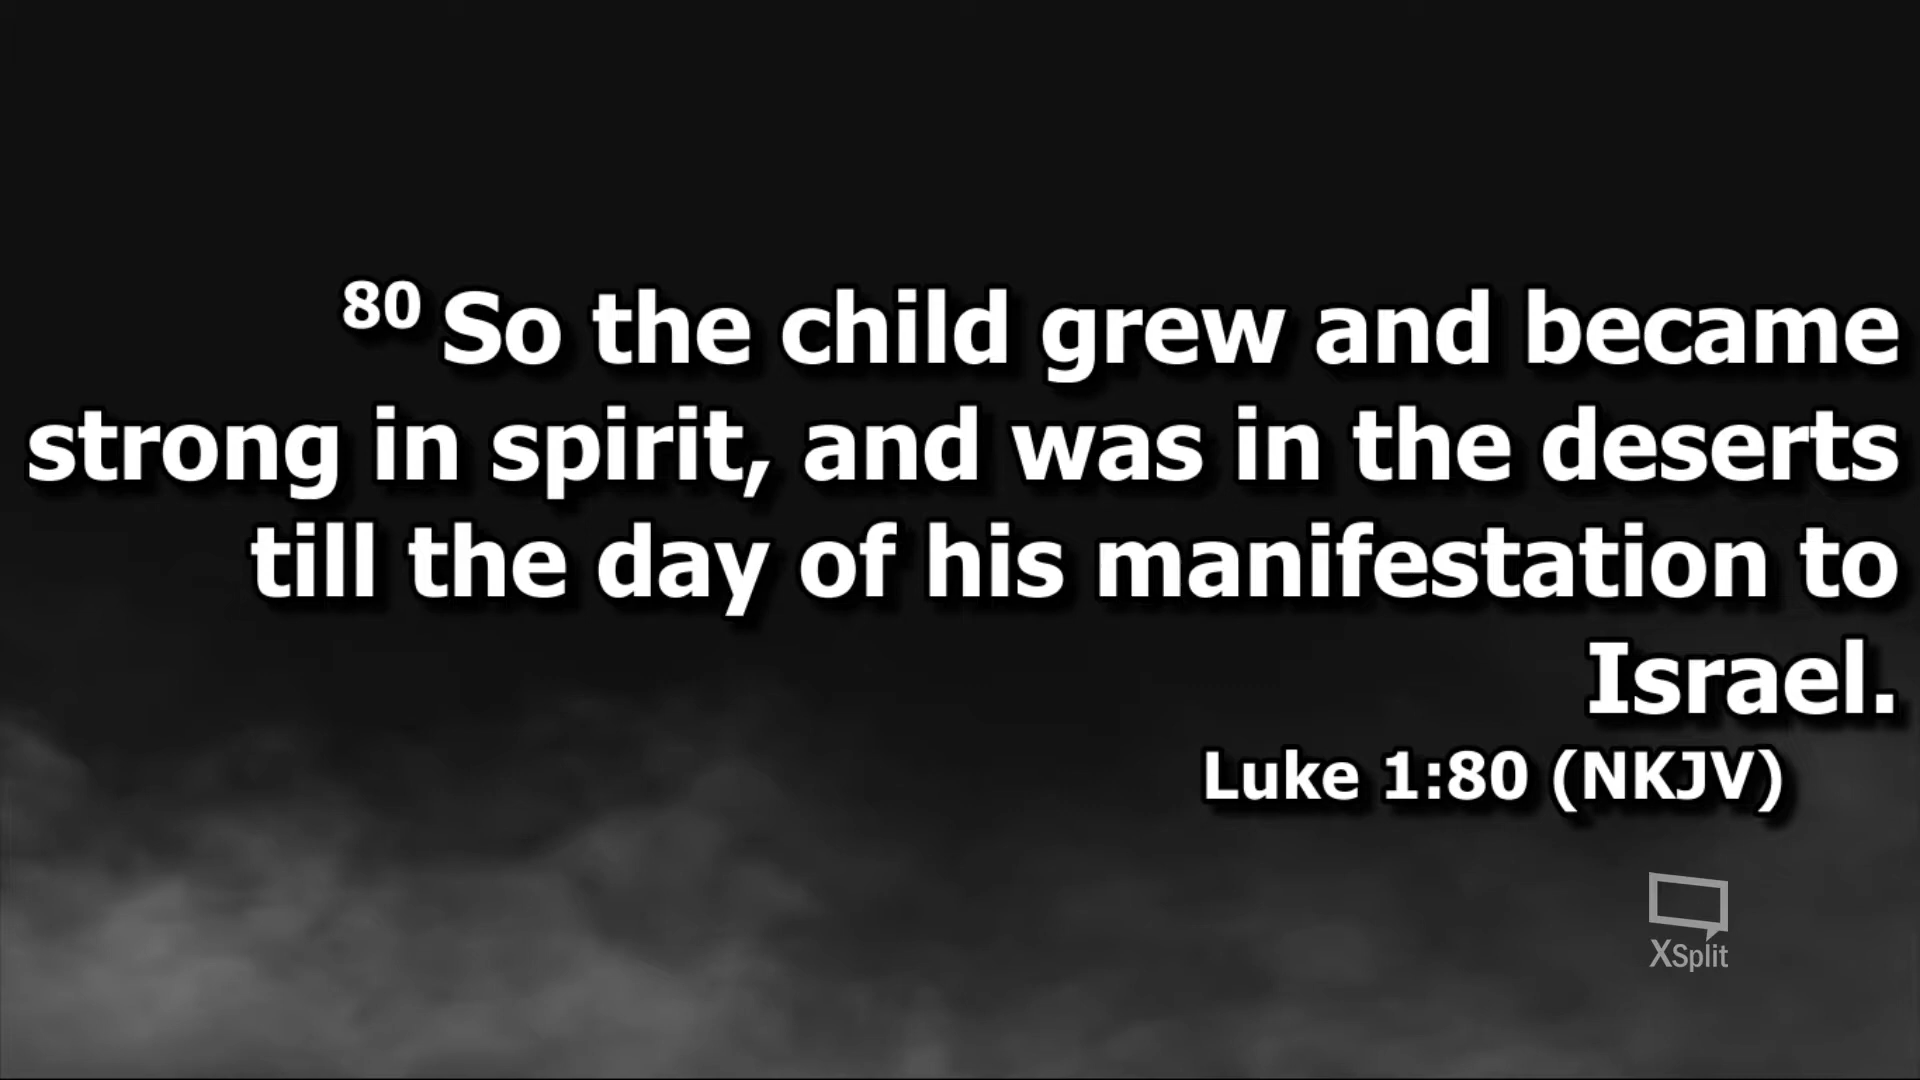 80 So the child grew and became
strong in spirit, and was in the deserts
till the day of his manifestation to
Israel.
Luke 1:80 (NKJV)
XSplit